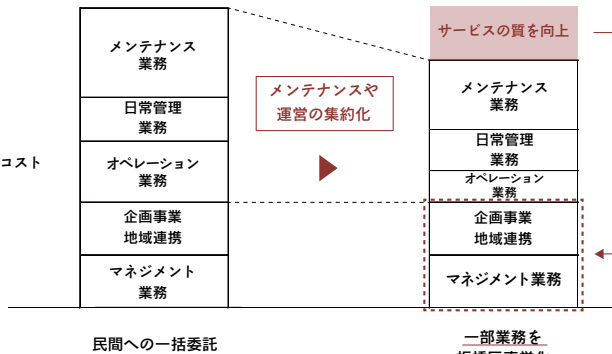 コスト
メンテナンス
業務
日常管理
業務
オペレーション
業務
企画事業
地域連携
マネジメント
業務
民間への一括委託
メンテナンスや
運営の集約化
サービスの質を向上
メンテナンス
業務
日常管理
業務
オペレーション
業務
企画事業
地域連携
マネジメント業務
一部業務を